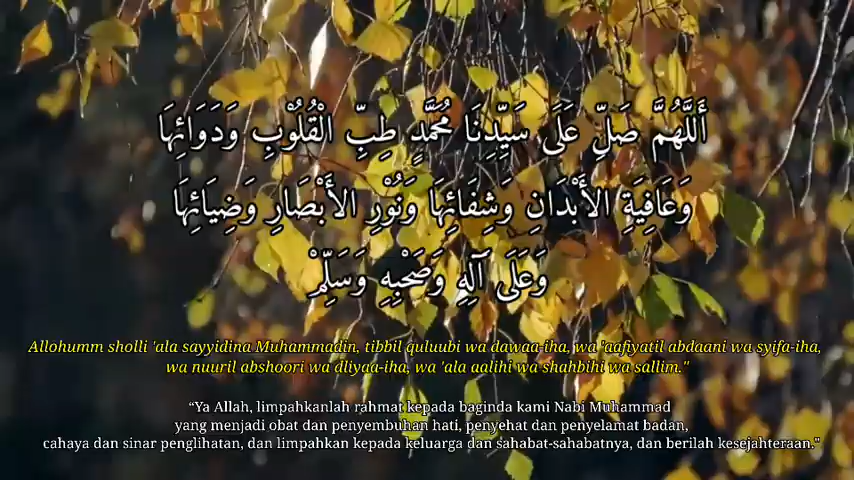 أَللَّهُمَّ صَلِّ عَلَى سَيِّدِنَا مُحَمَّدٍ طِبِّ الْقُلُوْبِ وَدَوَائِهَا
وَعَافِيَةِ الأَبْدَانِ وَشِفَائِهَا وَنُوْرِ الأَبْصَارِ وَضِيَائِهَا
وَعَلَى آلِهِ وَصَحْبِهِ وَسَلِّمْ
Allohumm sholli 'ala sayyidina Muhammadin, tibbil quluubi wa dawaa-iha, wa 'aafiyatil abdaani wa syifa-iha,
wa nuuril abshoori wa dliyaa-iha, wa 'ala aalihi wa shahbihi wa sallim."
“Ya Allah, limpahkanlah rahmat kepada baginda kami Nabi Muhammad
yang menjadi obat dan penyembuhan hati, penyehat dan penyelamat badan,
cahaya dan sinar penglihatan, dan limpahkan kepada keluarga dan sahabat-sahabatnya, dan berilah kesejahteraan."